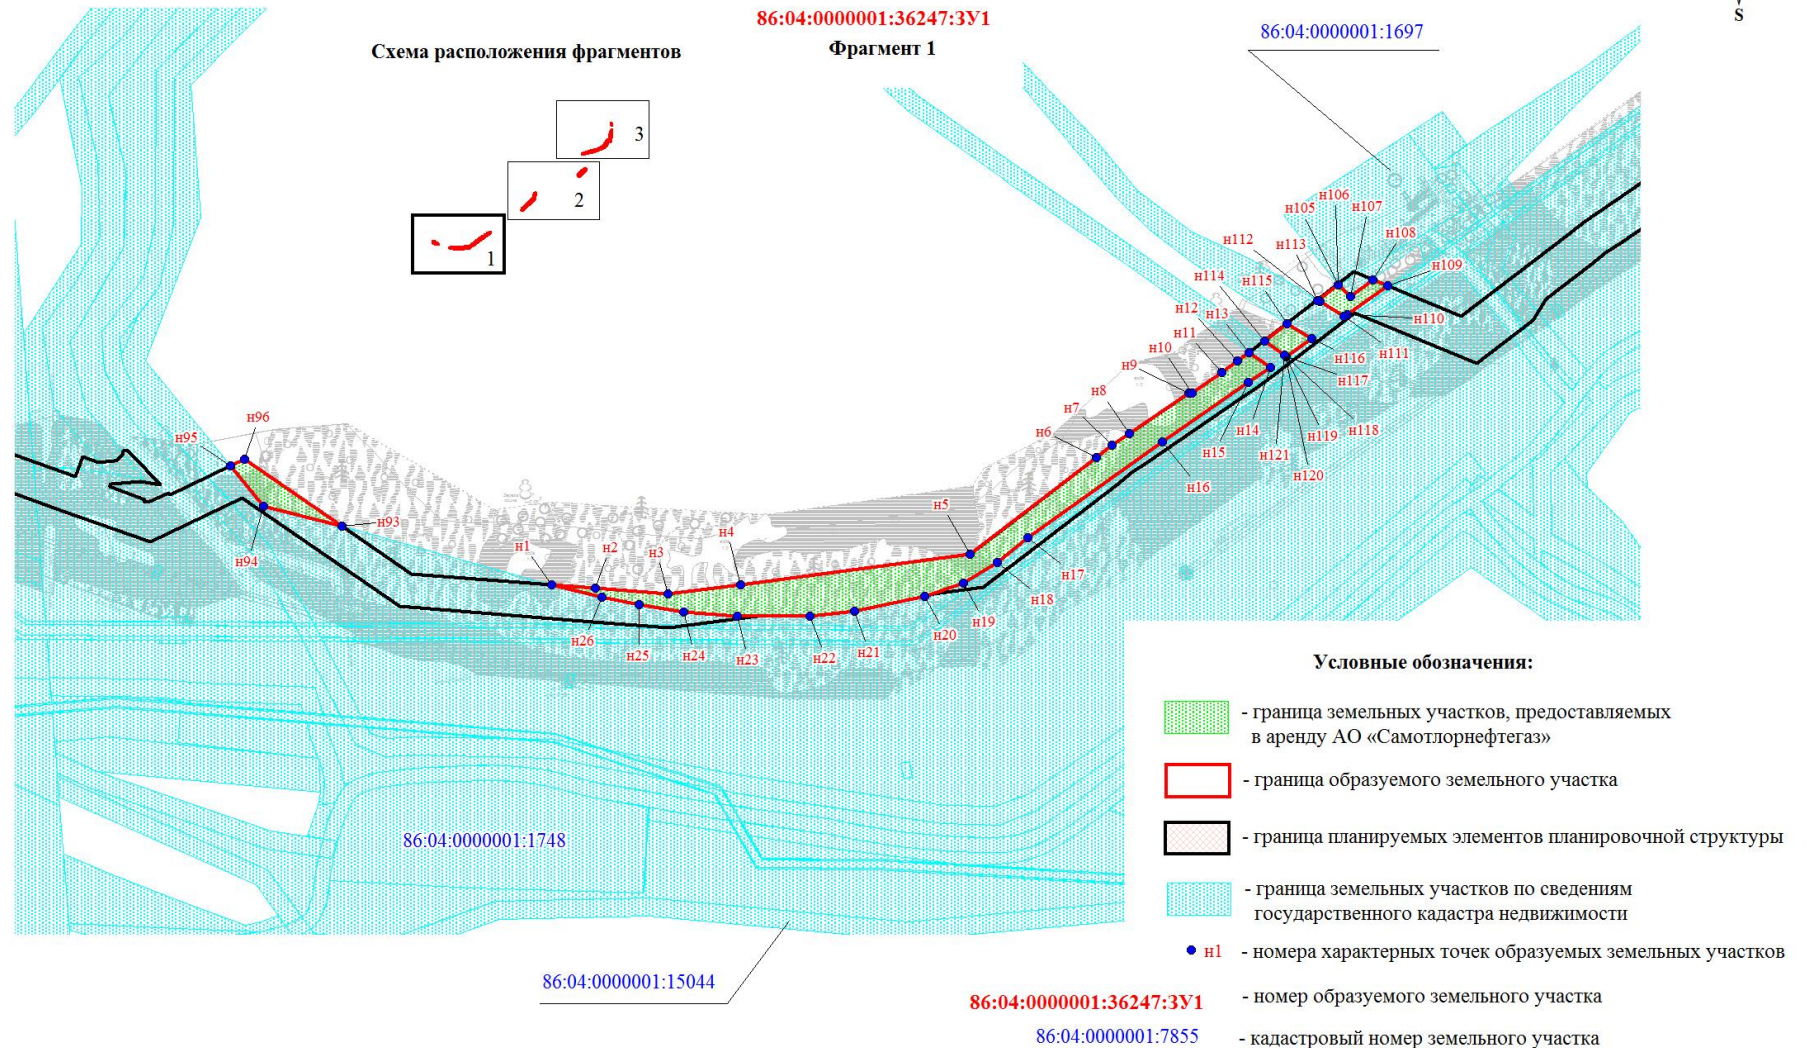 86:04:0000001:36247:ЗУ1
S
86:04:0000001:1697
Схема расположения фрагментов
Фрагмент 1
3
2
1
н106
н105
н107
н112
н113
н108
н109
н114
н115
н12
н13
н110
н11
н111
н10
н116
н9
н117
н8
н7
н96
н95
н6
н14
н119
н118
н15
н121
н120
н16
н5
н93
н4
н1
н2
н3
н94
н17
н18
н19
н20
н26
н21
н25
н24
н23
н22
Условные обозначения:
- граница земельных участков, предоставляемых
в аренду АО «Самотлорнефтегаз»
- граница образуемого земельного участка
- граница планируемых элементов планировочной структуры
86:04:0000001:1748
- граница земельных участков по сведениям
государственного кадастра недвижимости
н1 - номера характерных точек образуемых земельных участков
86:04:0000001:15044
86:04:0000001:36247:ЗУ1 - номер образуемого земельного участка
86:04:0000001:7855 - кадастровый номер земельного участка